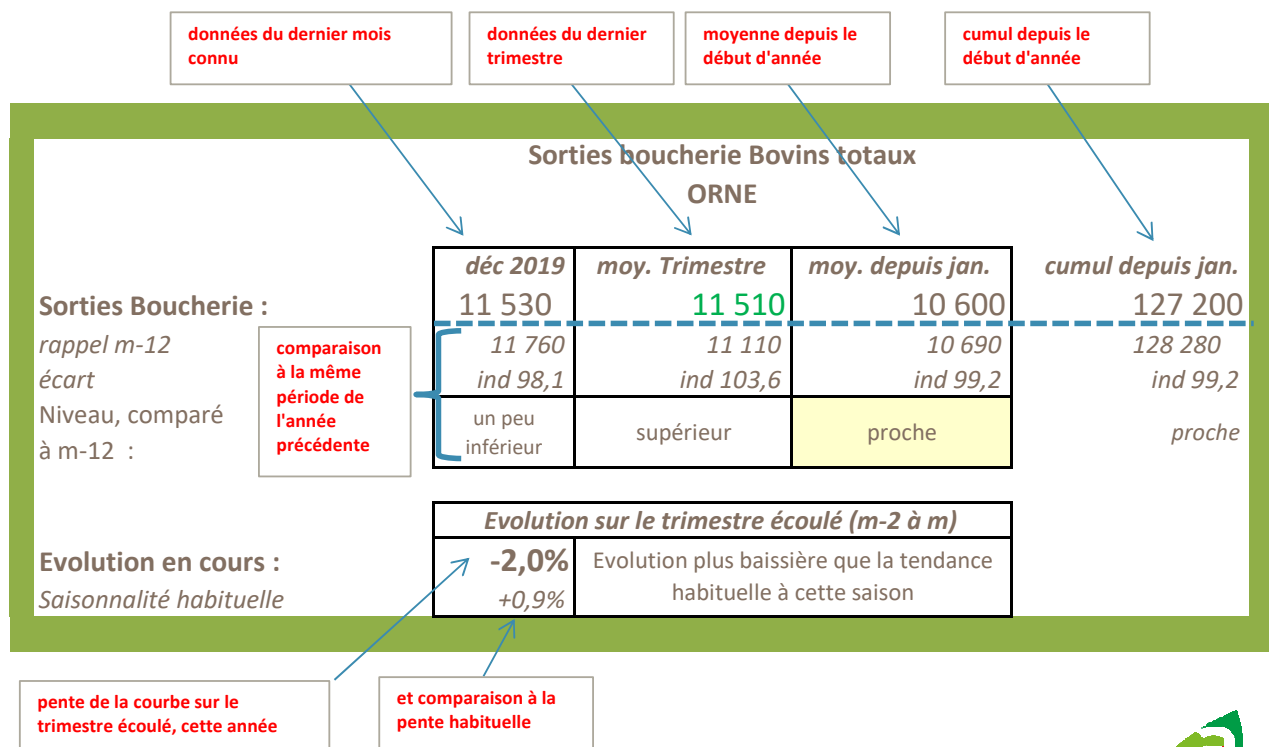 données du dernier mois
connu
données du dernier
trimestre
moyenne depuis le
début d'année
cumul depuis le
début d'année
Sorties boucherie Bovins totaux
ORNE
déc 2019 moy. Trimestre moy. depuis jan. cumul depuis jan.
Sorties Boucherie : 11 530 11 510 10 600 127 200
rappel m-12 11 760 11 110 10 690 128 280
écart ind 98,1 ind 103,6 ind 99,2 ind 99,2
comparaison
à la même
période de
l'année
précédente
Niveau, comparé
à m-12 :
un peu
inférieur
supérieur
proche
proche
Evolution sur le trimestre écoulé (m-2 à m)
Evolution en cours : -2,0%
Saisonnalité habituelle +0,9%
Evolution plus baissière que la tendance
habituelle à cette saison
pente de la courbe sur le
trimestre écoulé, cette année
et comparaison à la
pente habituelle